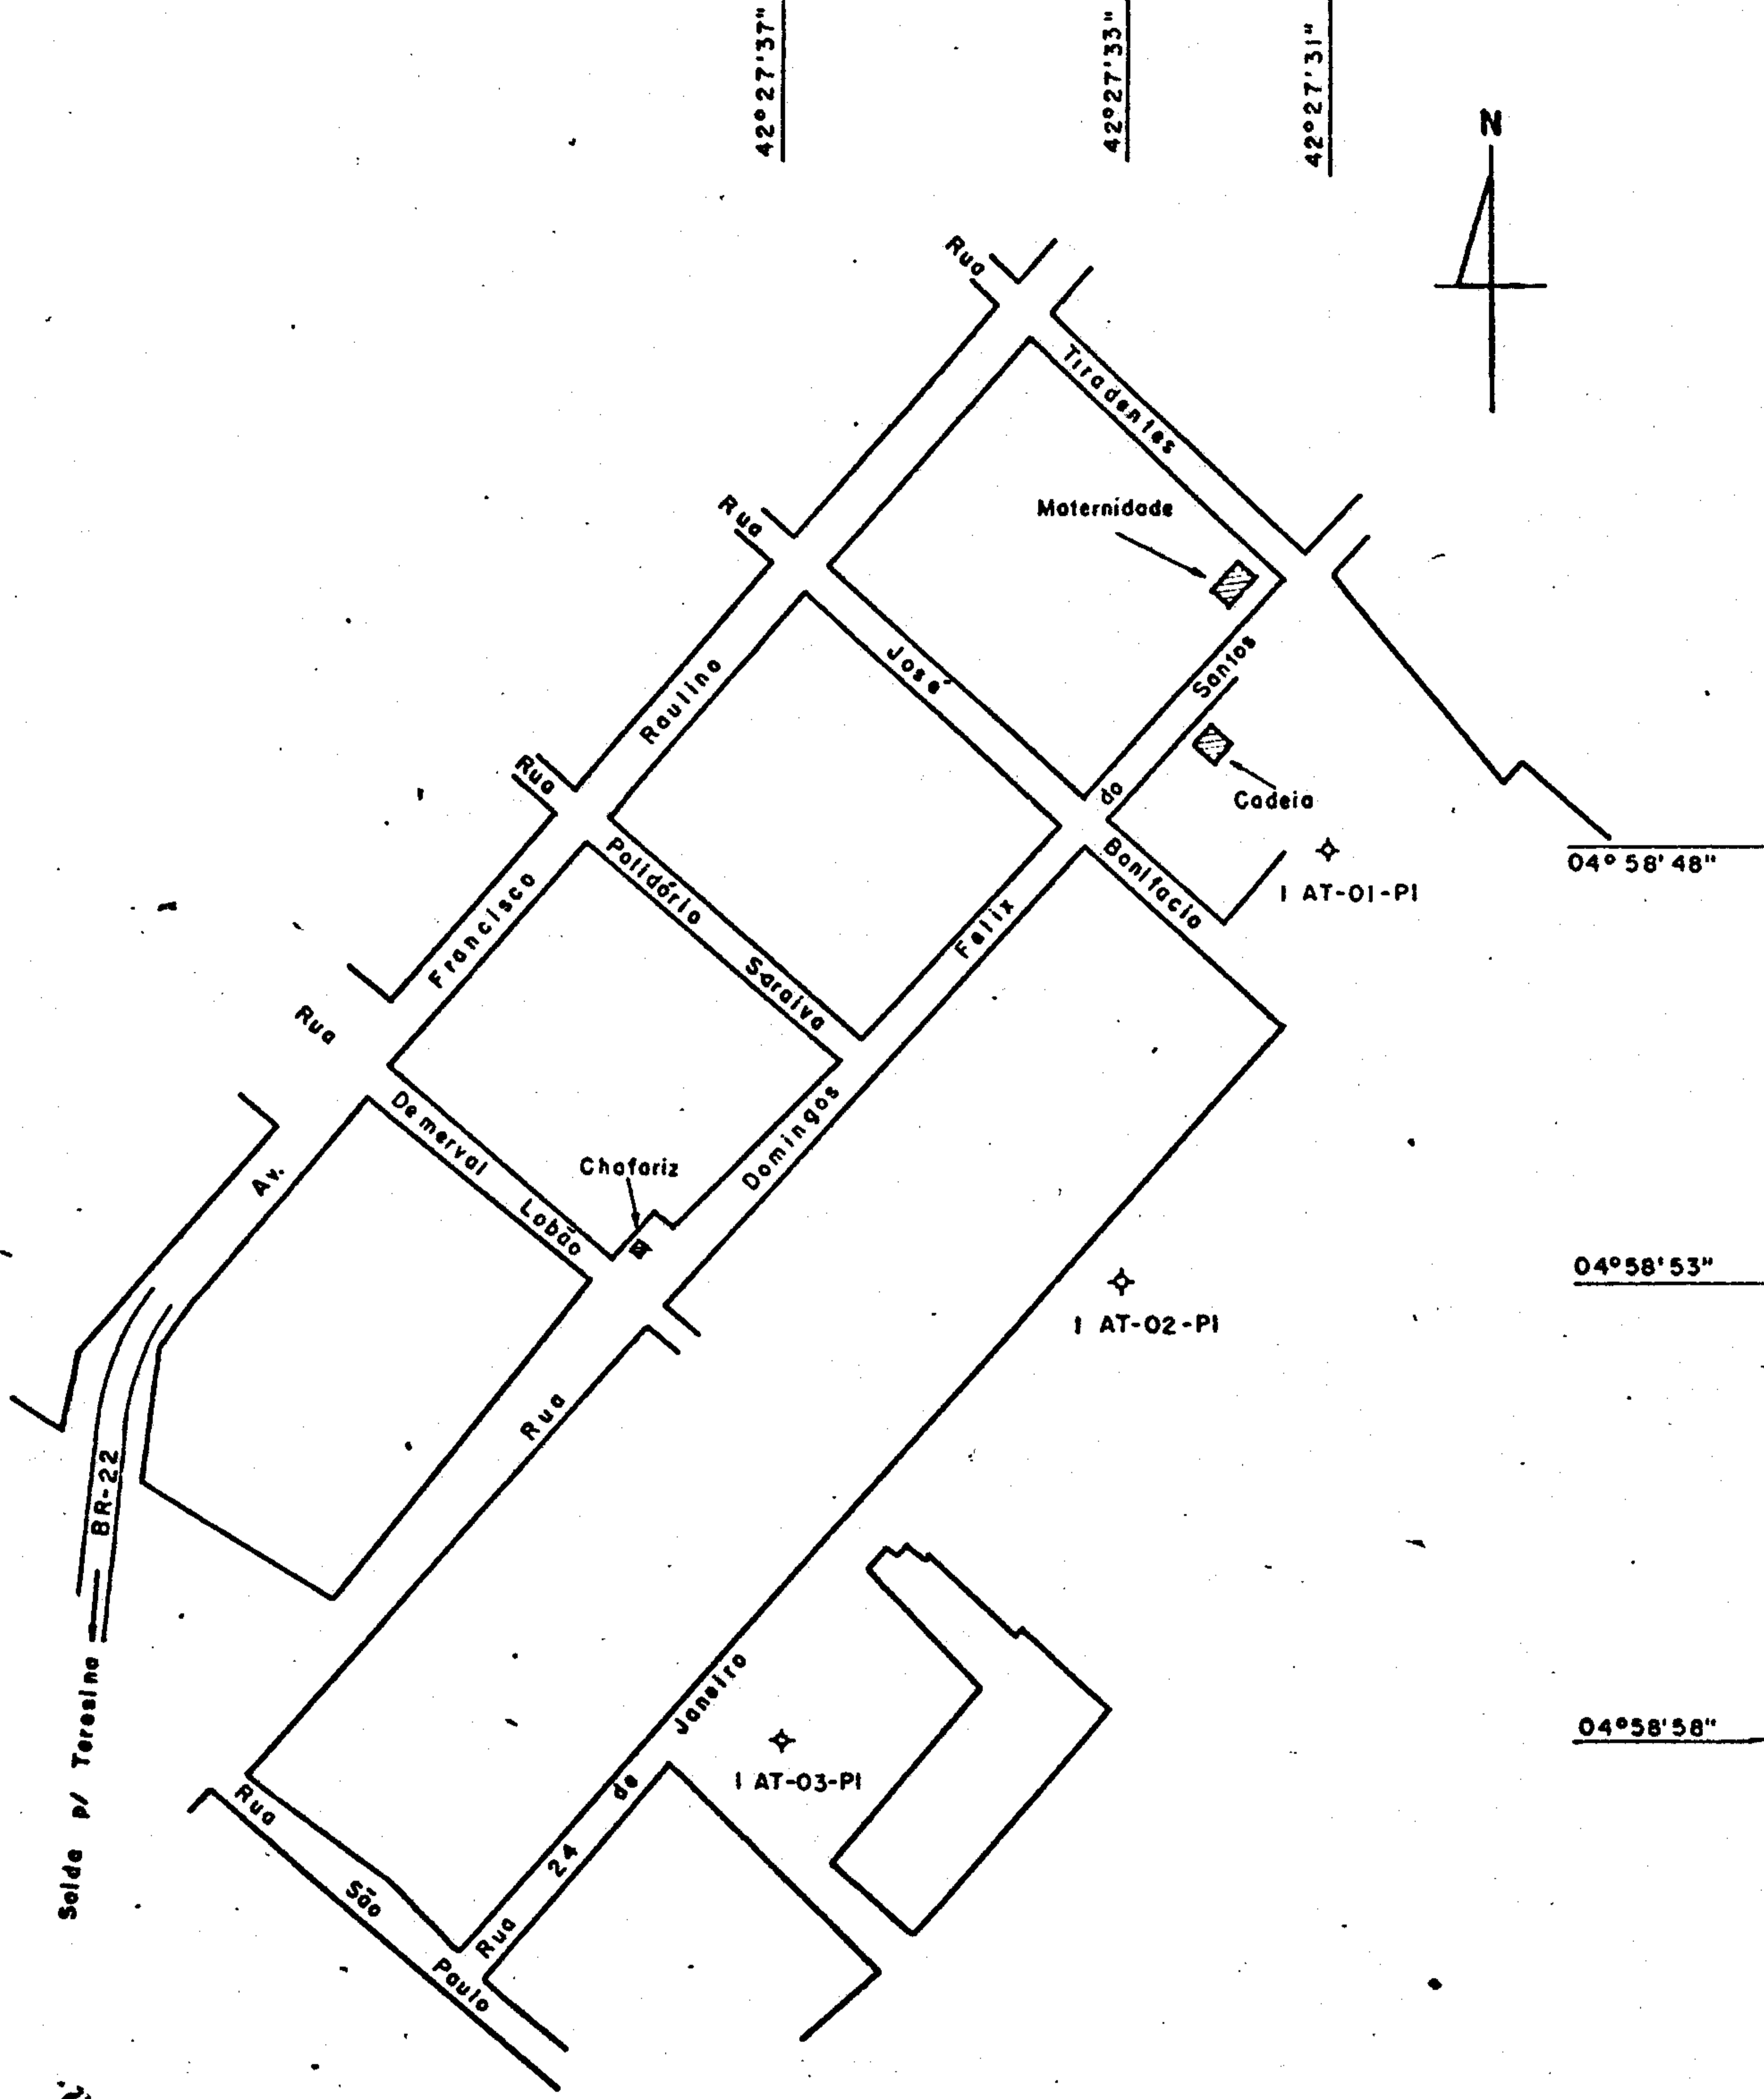 42°27'37"
42°27'33"
42°27'31"
N
Rua Tiradentes
Maternidade
Rua José Bonifacio
Cadeia
04° 58' 48"
1 AT-01-PI
Rua Polidório Saraiva
Av. Francisco Raulino
Rua Demerval Lobão
Chafariz
Rua Domingos Felix do Santos
04° 58' 53"
1 AT-02-PI
BR-22
Saida p/ Teresina
04° 58' 58"
1 AT-03-PI
Rua 24 de Janeiro
Rua São Paulo